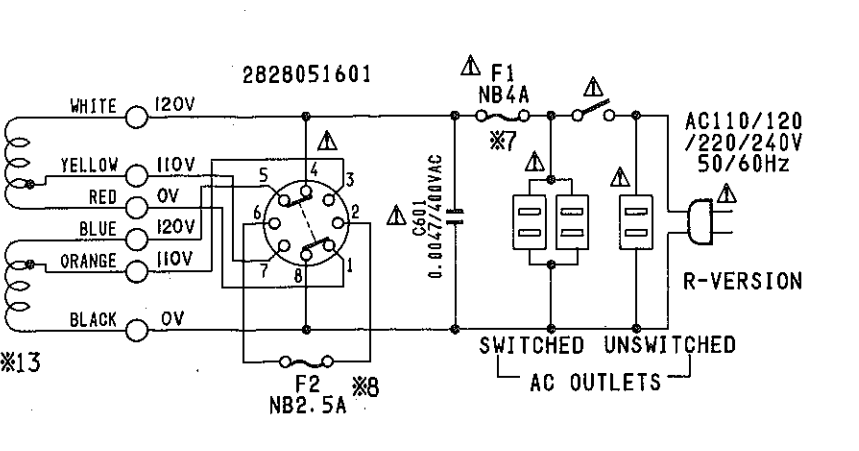 2828051601
F1
NB4A
※7
WHITE 120V
YELLOW 110V
RED 0V
BLUE 120V
ORANGE 110V
BLACK 0V
※13
5
4
3
6
2
7
8
1
F2
NB2.5A
※8
C601
0.0047/400VAC
AC110/120
/220/240V
50/60Hz
R-VERSION
SWITCHED UNSWITCHED
AC OUTLETS